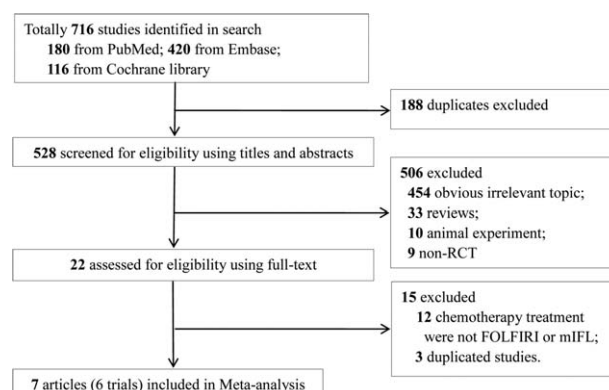 Totally 716 studies identified in search
180 from PubMed; 420 from Embase;
116 from Cochrane library
188 duplicates excluded
528 screened for eligibility using titles and abstracts
506 excluded
454 obvious irrelevant topic;
33 reviews;
10 animal experiment;
9 non-RCT
22 assessed for eligibility using full-text
15 excluded
12 chemotherapy treatment
were not FOLFIRI or mIFL;
3 duplicated studies.
7 articles (6 trials) included in Meta-analysis